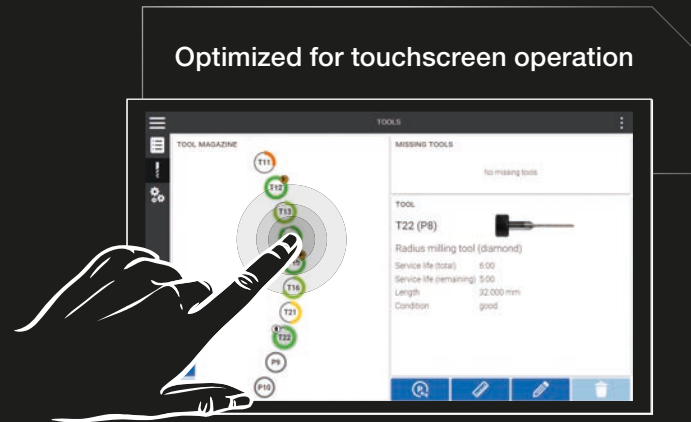 Optimized for touchscreen operation
TOOLS
TOOL MAGAZINE
T11
T12
T13
T16
T21
T22
P9
P10
MISSING TOOLS
No missing tools
TOOL
T22 (P8)
Radius milling tool (diamond)
Service life (total) 6:00
Service life (remaining) 5:00
Length 32.000 mm
Condition good